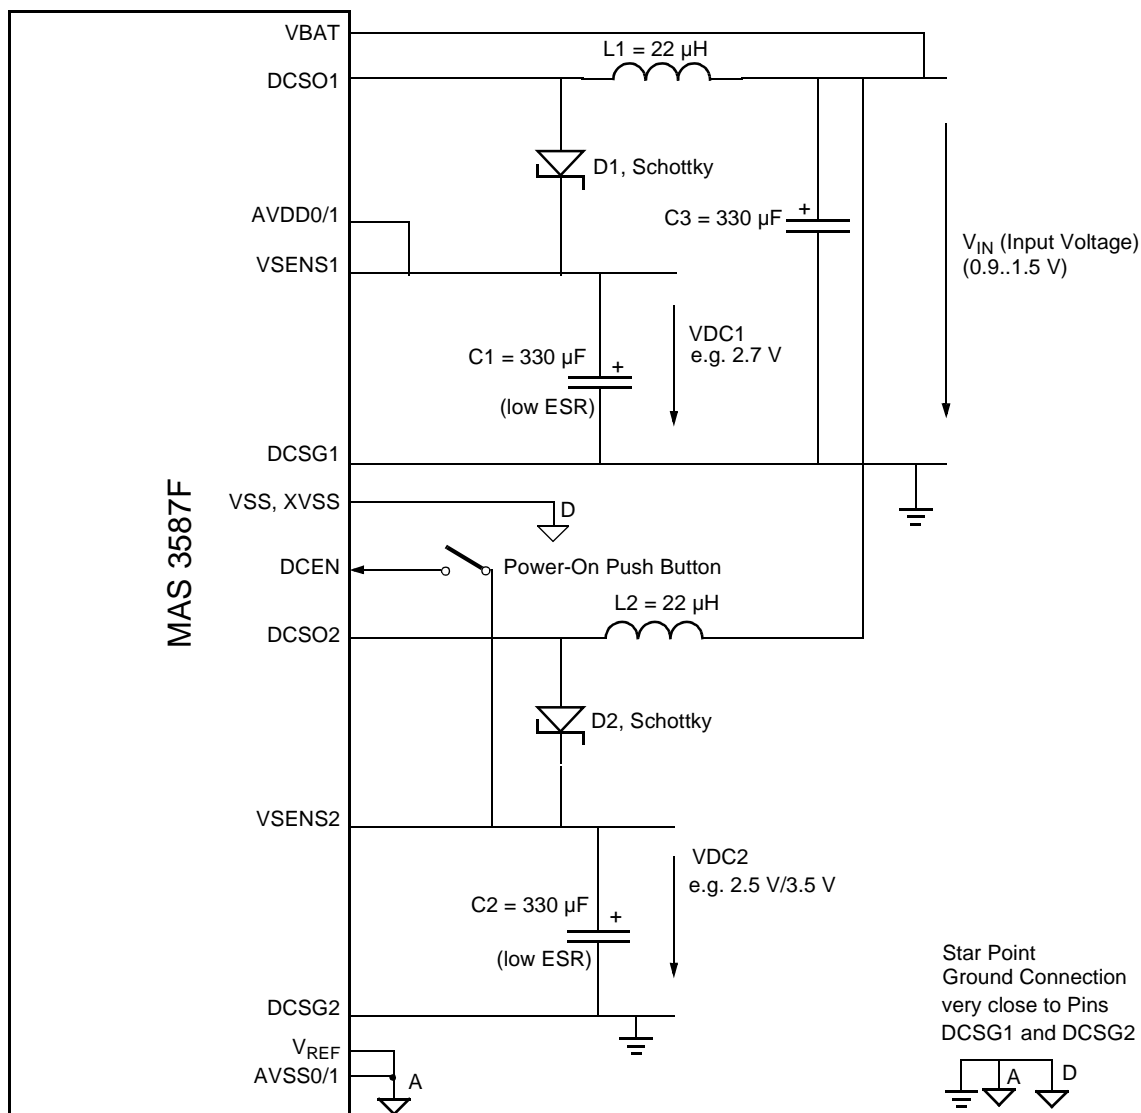 VBAT
L1 = 22 µH
DCSO1
D1, Schottky
AVDD0/1
C3 = 330 µF
+
VIN (Input Voltage)
(0.9..1.5 V)
VSENS1
VDC1
e.g. 2.7 V
C1 = 330 µF
+
(low ESR)
DCSG1
MAS 3587F
VSS, XVSS
D
DCEN
Power-On Push Button
L2 = 22 µH
DCSO2
D2, Schottky
VSENS2
VDC2
e.g. 2.5 V/3.5 V
C2 = 330 µF
+
(low ESR)
DCSG2
VREF
AVSS0/1
A
Star Point
Ground Connection
very close to Pins
DCSG1 and DCSG2
A
D